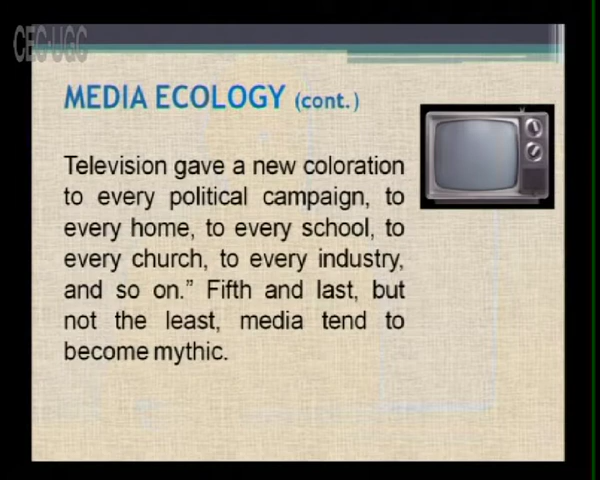 CEC-UGC
MEDIA ECOLOGY (cont.)
Television gave a new coloration
to every political campaign, to
every home, to every school, to
every church, to every industry,
and so on.” Fifth and last, but
not the least, media tend to
become mythic.